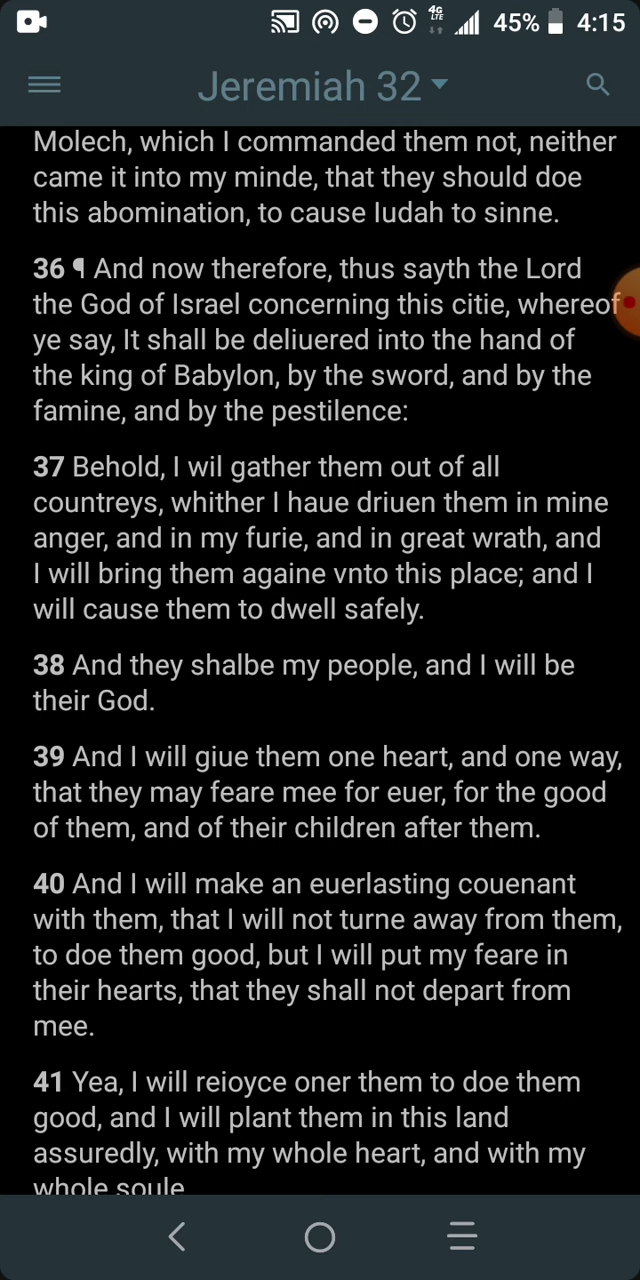 4G
LTE
45%
4:15
Jeremiah 32
Molech, which I commanded them not, neither
came it into my minde, that they should doe
this abomination, to cause Iudah to sinne.
36 ¶ And now therefore, thus sayth the Lord
the God of Israel concerning this citie, whereof
ye say, It shall be deliuered into the hand of
the king of Babylon, by the sword, and by the
famine, and by the pestilence:
37 Behold, I wil gather them out of all
countreys, whither I haue driuen them in mine
anger, and in my furie, and in great wrath, and
I will bring them againe vnto this place; and I
will cause them to dwell safely.
38 And they shalbe my people, and I will be
their God.
39 And I will giue them one heart, and one way,
that they may feare mee for euer, for the good
of them, and of their children after them.
40 And I will make an euerlasting couenant
with them, that I will not turne away from them,
to doe them good, but I will put my feare in
their hearts, that they shall not depart from
mee.
41 Yea, I will reioyce oner them to doe them
good, and I will plant them in this land
assuredly, with my whole heart, and with my
whole soule